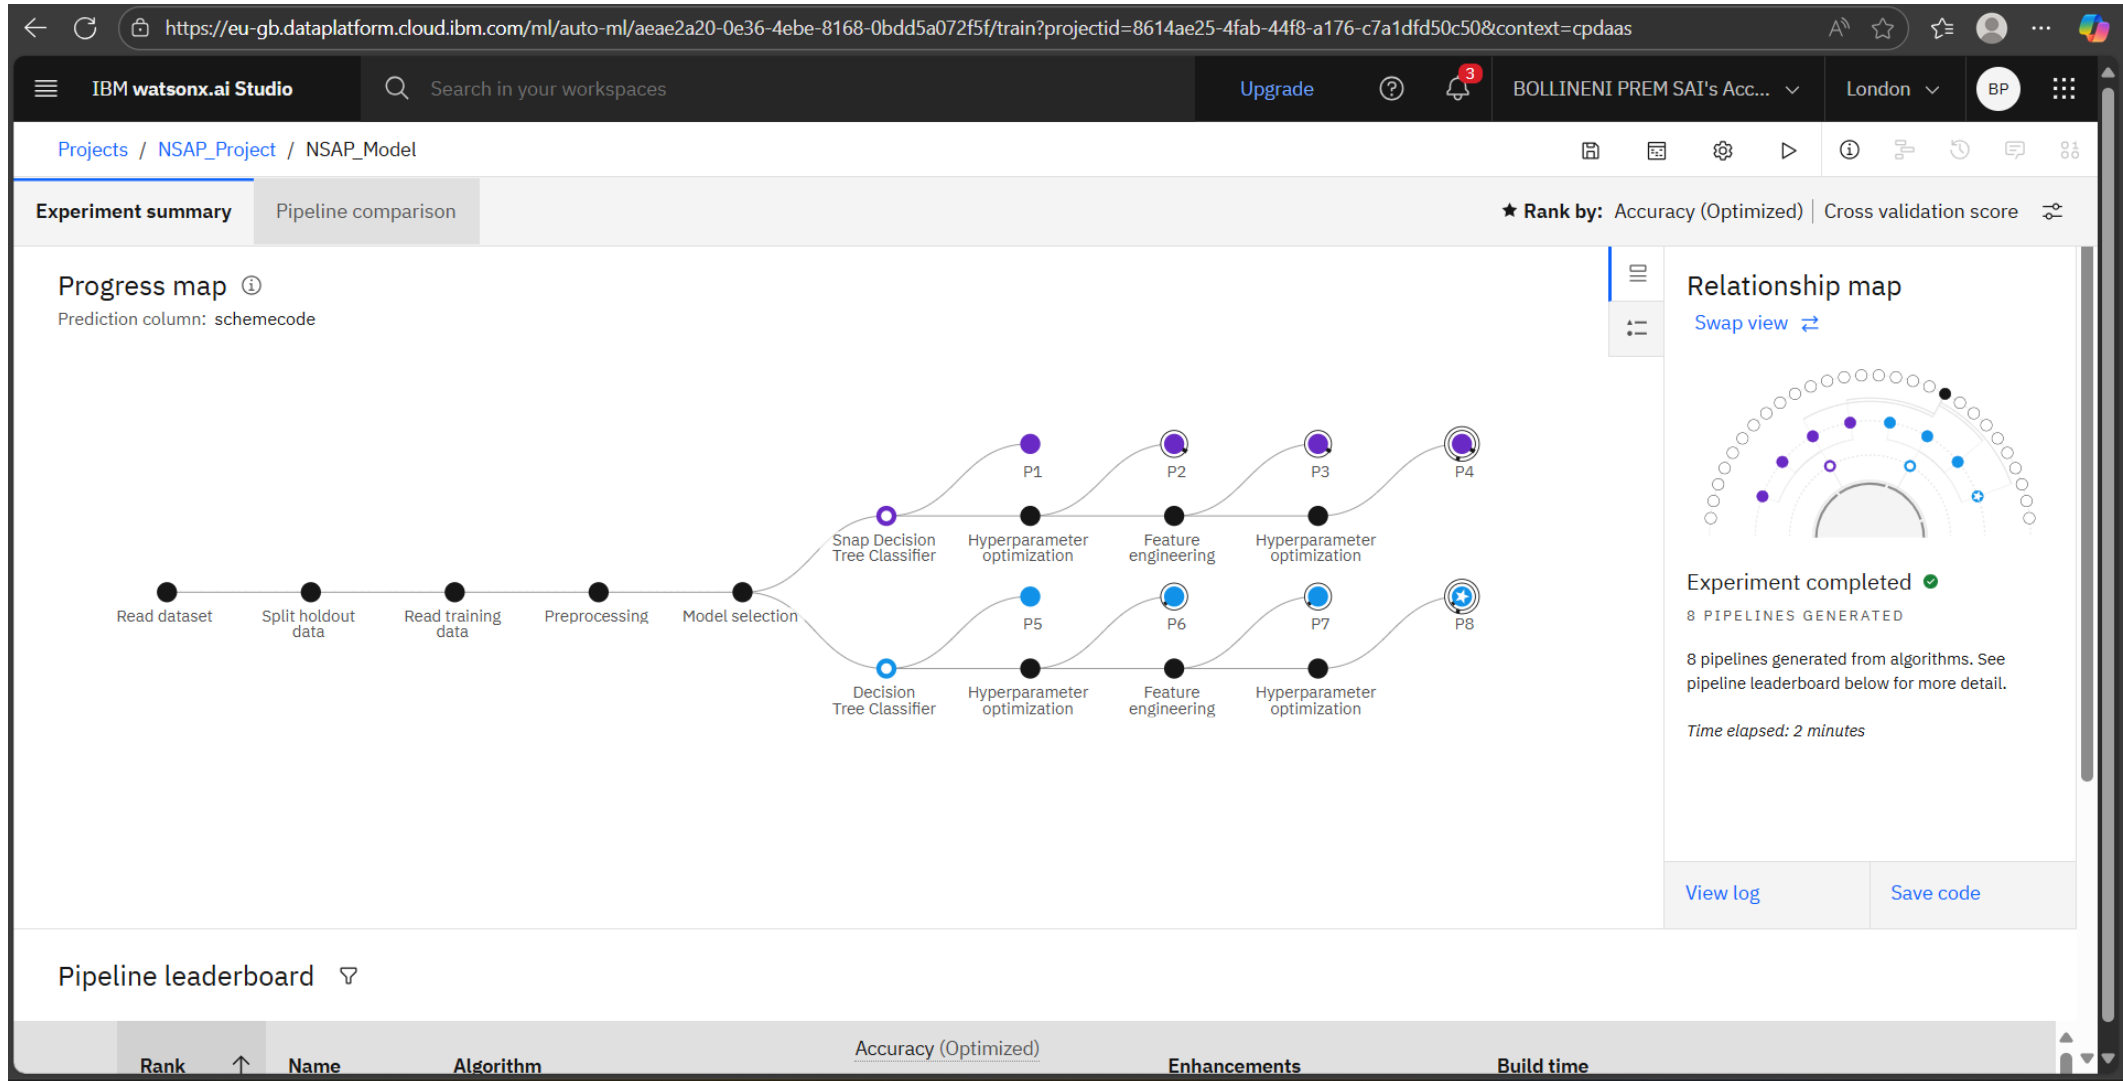 https://eu-gb.dataplatform.cloud.ibm.com/ml/auto-ml/aeae2a20-0e36-4ebe-8168-0bdd5a072f5f/train?projectid=8614ae25-4fab-44f8-a176-c7a1dfd50c50&context=cpdaas
IBM watsonx.ai Studio
Search in your workspaces
Upgrade
3
BOLLINENI PREM SAI's Acc...
London
BP
Projects / NSAP_Project / NSAP_Model
Experiment summary
Pipeline comparison
Rank by: Accuracy (Optimized) | Cross validation score
Progress map
Prediction column: schemecode
P1
P2
P3
P4
Snap Decision
Tree Classifier
Hyperparameter
optimization
Feature
engineering
Hyperparameter
optimization
Read dataset
Split holdout
data
Read training
data
Preprocessing
Model selection
P5
P6
P7
P8
Decision
Tree Classifier
Hyperparameter
optimization
Feature
engineering
Hyperparameter
optimization
Relationship map
Swap view
Experiment completed
8 PIPELINES GENERATED
8 pipelines generated from algorithms. See
pipeline leaderboard below for more detail.
Time elapsed: 2 minutes
View log
Save code
Pipeline leaderboard
Rank
Name
Algorithm
Accuracy (Optimized)
Enhancements
Build time